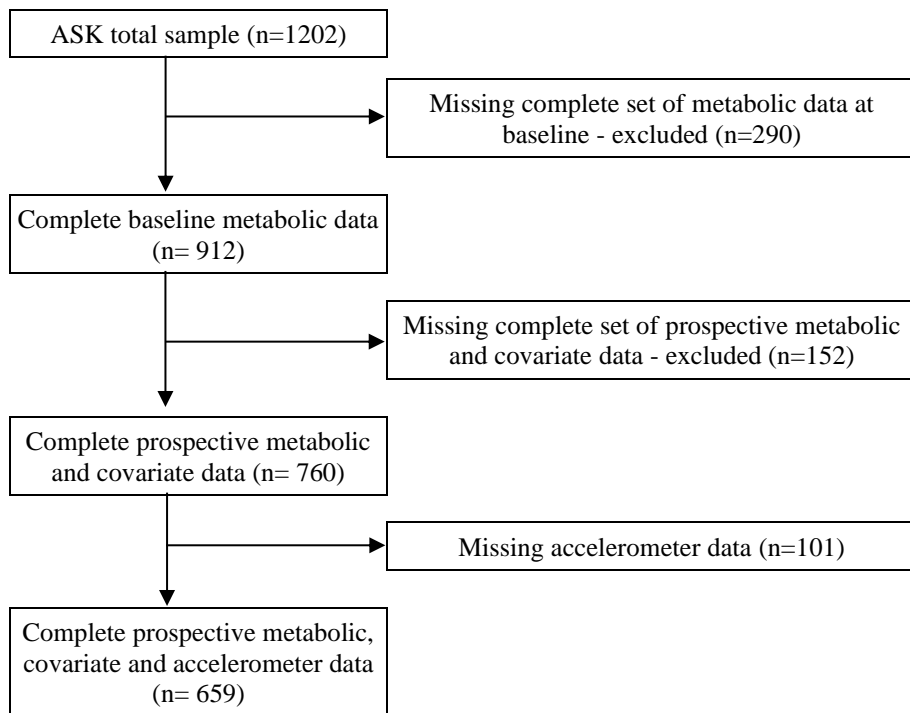 ASK total sample (n=1202)
Missing complete set of metabolic data at
baseline - excluded (n=290)
Complete baseline metabolic data
(n= 912)
Missing complete set of prospective metabolic
and covariate data - excluded (n=152)
Complete prospective metabolic
and covariate data (n= 760)
Missing accelerometer data (n=101)
Complete prospective metabolic,
covariate and accelerometer data
(n= 659)